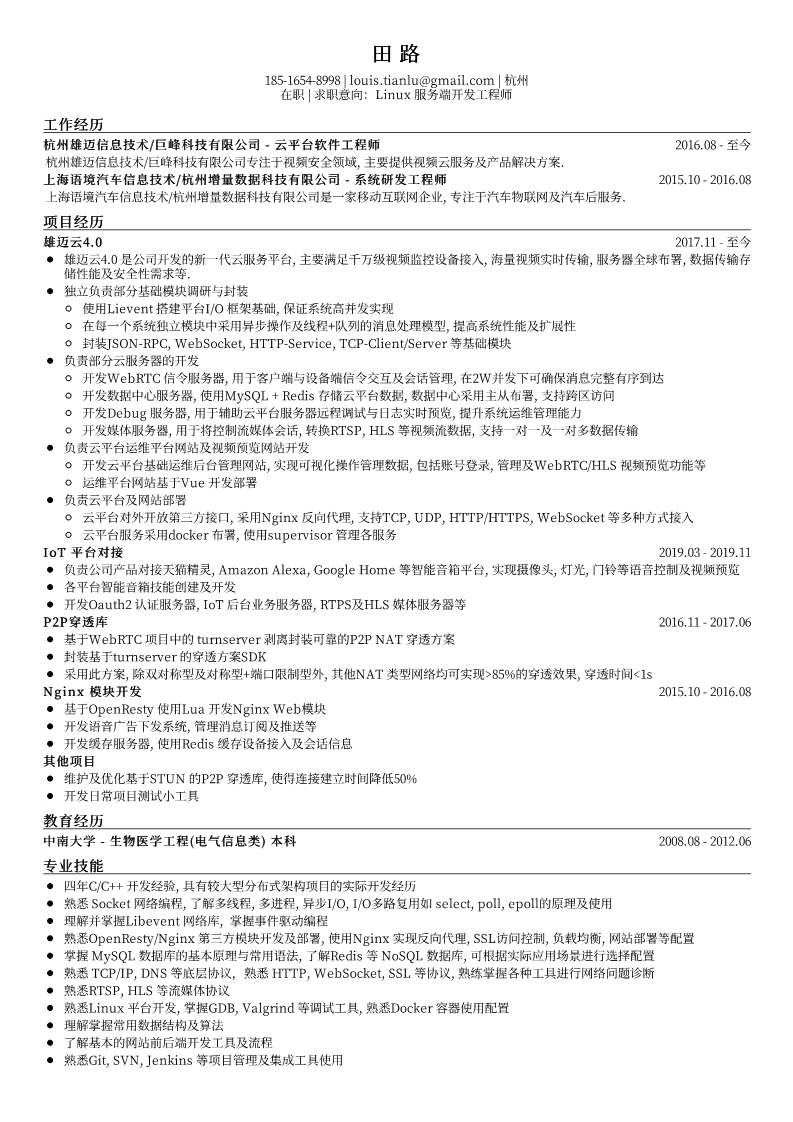 田 路
185-1654-8998 | louis.tianlu@gmail.com | 杭州
在职 | 求职意向: Linux 服务端开发工程师
工作经历
杭州雄迈信息技术/巨峰科技有限公司 - 云平台软件工程师 2016.08 - 至今
杭州雄迈信息技术/巨峰科技有限公司专注于视频安全领域, 主要提供视频云服务及产品解决方案.
上海语境汽车信息技术/杭州增量数据科技有限公司 - 系统研发工程师 2015.10 - 2016.08
上海语境汽车信息技术/杭州增量数据科技有限公司是一家移动互联网企业, 专注于汽车物联网及汽车后服务.
项目经历
雄迈云4.0 2017.11 - 至今
● 雄迈云4.0 是公司开发的新一代云服务平台, 主要满足千万级视频监控设备接入, 海量视频实时传输, 服务器全球布署, 数据传输存
储性能及安全性需求等.
● 独立负责部分基础模块调研与封装
○ 使用Lievent 搭建平台I/O 框架基础, 保证系统高并发实现
○ 在每一个系统独立模块中采用异步操作及线程+队列的消息处理模型, 提高系统性能及扩展性
○ 封装JSON-RPC, WebSocket, HTTP-Service, TCP-Client/Server 等基础模块
● 负责部分云服务器的开发
○ 开发WebRTC 信令服务器, 用于客户端与设备端信令交互及会话管理, 在2W并发下可确保消息完整有序到达
○ 开发数据中心服务器, 使用MySQL + Redis 存储云平台数据, 数据中心采用主从布署, 支持跨区访问
○ 开发Debug 服务器, 用于辅助云平台服务器远程调试与日志实时预览, 提升系统运维管理能力
○ 开发媒体服务器, 用于将控制流媒体会话, 转换RTSP, HLS 等视频流数据, 支持一对一及一对多数据传输
● 负责云平台运维平台网站及视频预览网站开发
○ 开发云平台基础运维后台管理网站, 实现可视化操作管理数据, 包括账号登录, 管理及WebRTC/HLS 视频预览功能等
○ 运维平台网站基于Vue 开发部署
● 负责云平台及网站部署
○ 云平台对外开放第三方接口, 采用Nginx 反向代理, 支持TCP, UDP, HTTP/HTTPS, WebSocket 等多种方式接入
○ 云平台服务采用docker 布署, 使用supervisor 管理各服务
IoT 平台对接 2019.03 - 2019.11
● 负责公司产品对接天猫精灵, Amazon Alexa, Google Home 等智能音箱平台, 实现摄像头, 灯光, 门铃等语音控制及视频预览
● 各平台智能音箱技能创建及开发
● 开发Oauth2 认证服务器, IoT 后台业务服务器, RTPS及HLS 媒体服务器等
P2P穿透库 2016.11 - 2017.06
● 基于WebRTC 项目中的 turnserver 剥离封装可靠的P2P NAT 穿透方案
● 封装基于turnserver 的穿透方案SDK
● 采用此方案, 除双对称型及对称型+端口限制型外, 其他NAT 类型网络均可实现>85%的穿透效果, 穿透时间<1s
Nginx 模块开发 2015.10 - 2016.08
● 基于OpenResty 使用Lua 开发Nginx Web模块
● 开发语音广告下发系统, 管理消息订阅及推送等
● 开发缓存服务器, 使用Redis 缓存设备接入及会话信息
其他项目
● 维护及优化基于STUN 的P2P 穿透库, 使得连接建立时间降低50%
● 开发日常项目测试小工具
教育经历
中南大学 - 生物医学工程(电气信息类) 本科 2008.08 - 2012.06
专业技能
● 四年C/C++ 开发经验, 具有较大型分布式架构项目的实际开发经历
● 熟悉 Socket 网络编程, 了解多线程, 多进程, 异步I/O, I/O多路复用如 select, poll, epoll的原理及使用
● 理解并掌握Libevent 网络库, 掌握事件驱动编程
● 熟悉OpenResty/Nginx 第三方模块开发及部署, 使用Nginx 实现反向代理, SSL访问控制, 负载均衡, 网站部署等配置
● 掌握 MySQL 数据库的基本原理与常用语法, 了解Redis 等 NoSQL 数据库, 可根据实际应用场景进行选择配置
● 熟悉 TCP/IP, DNS 等底层协议, 熟悉 HTTP, WebSocket, SSL 等协议, 熟练掌握各种工具进行网络问题诊断
● 熟悉RTSP, HLS 等流媒体协议
● 熟悉Linux 平台开发, 掌握GDB, Valgrind 等调试工具, 熟悉Docker 容器使用配置
● 理解掌握常用数据结构及算法
● 了解基本的网站前后端开发工具及流程
● 熟悉Git, SVN, Jenkins 等项目管理及集成工具使用